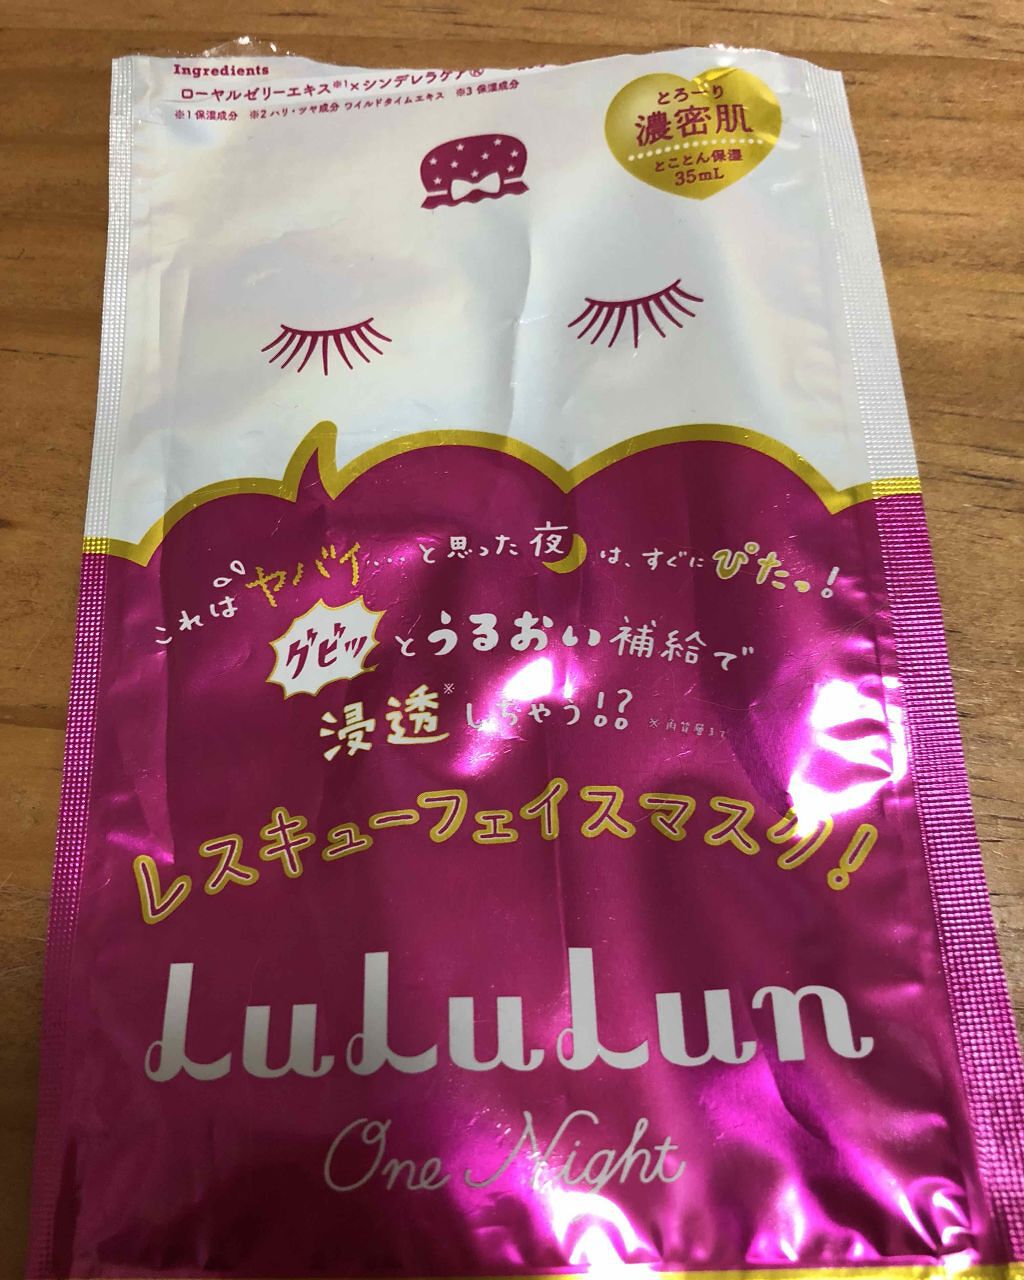 Ingredients
ローヤルゼリーエキス※1×シンデレラケア®
※1 保湿成分 ※2 ハリ・ツヤ成分 ワイルドタイムエキス ※3 保湿成分
とろーり
濃密肌
とことん保湿
35mL
これはヤバイ...と思った夜は、すぐにぴたっ!
グビッとうるおい補給で
浸透※しちゃう!?
※角質層まで
レスキューフェイスマスク!
LuLuLun
One Night